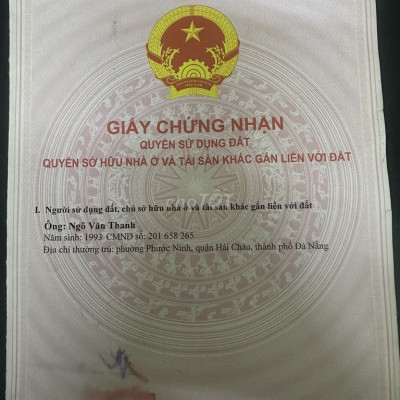 GIẤY CHỨNG NHẬN
QUYỀN SỬ DỤNG ĐẤT
QUYỀN SỞ HỮU NHÀ Ở VÀ TÀI SẢN KHÁC GẮN LIỀN VỚI ĐẤT
I. Người sử dụng đất, chủ sở hữu nhà ở và tài sản khác gắn liền với đất
Ông: Ngô Văn Thanh
Năm sinh: 1993 CMND số: 201 658 265
Địa chỉ thường trú: phường Phước Ninh, quận Hải Châu, thành phố Đà Nẵng